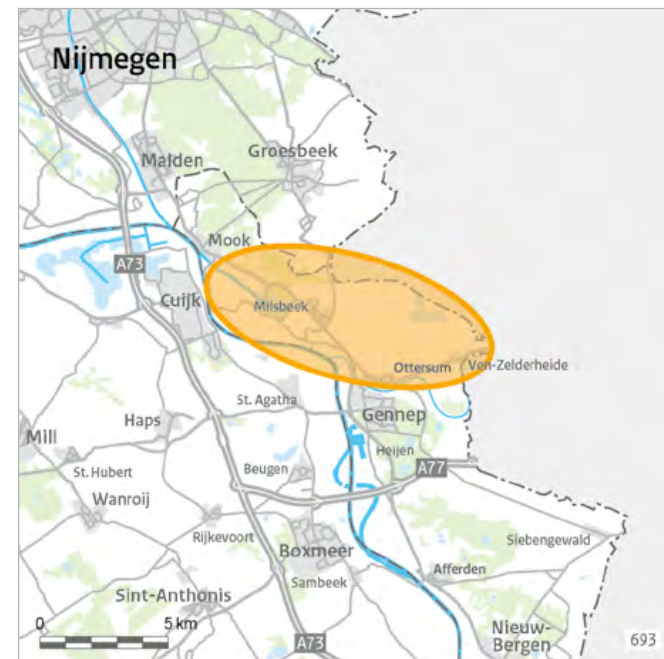 Nijmegen
Malden
Groesbeek
Mook
A73
Cuijk
Milsbeek
Ottersum
Ven-Zelderheide
St. Agatha
Gennep
Haps
Mill
Heijen
A77
St. Hubert
Beugen
Wanroij
Rijkevoort
Siebengewald
Boxmeer
Afferden
Sambeek
Sint-Anthonis
0
5 km
A73
Nieuw-
Bergen
693